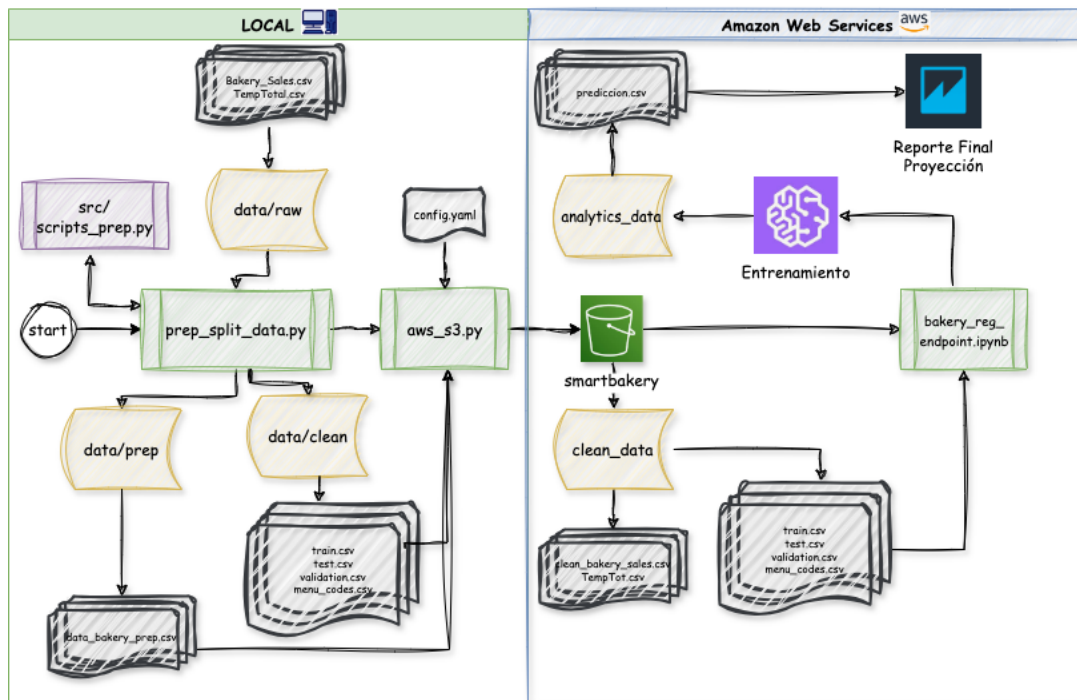 LOCAL
Amazon Web Services
aws
Bakery_Sales.csv
TempTotal.csv
prediccion.csv
Reporte Final
Proyección
src/
scripts_prep.py
data/raw
config.yaml
analytics_data
Entrenamiento
start
prep_split_data.py
aws_s3.py
smartbakery
bakery_reg_
endpoint.ipynb
data/prep
data/clean
clean_data
train.csv
test.csv
validation.csv
menu_codes.csv
clean_bakery_sales.csv
TempTot.csv
train.csv
test.csv
validation.csv
menu_codes.csv
data_bakery_prep.csv